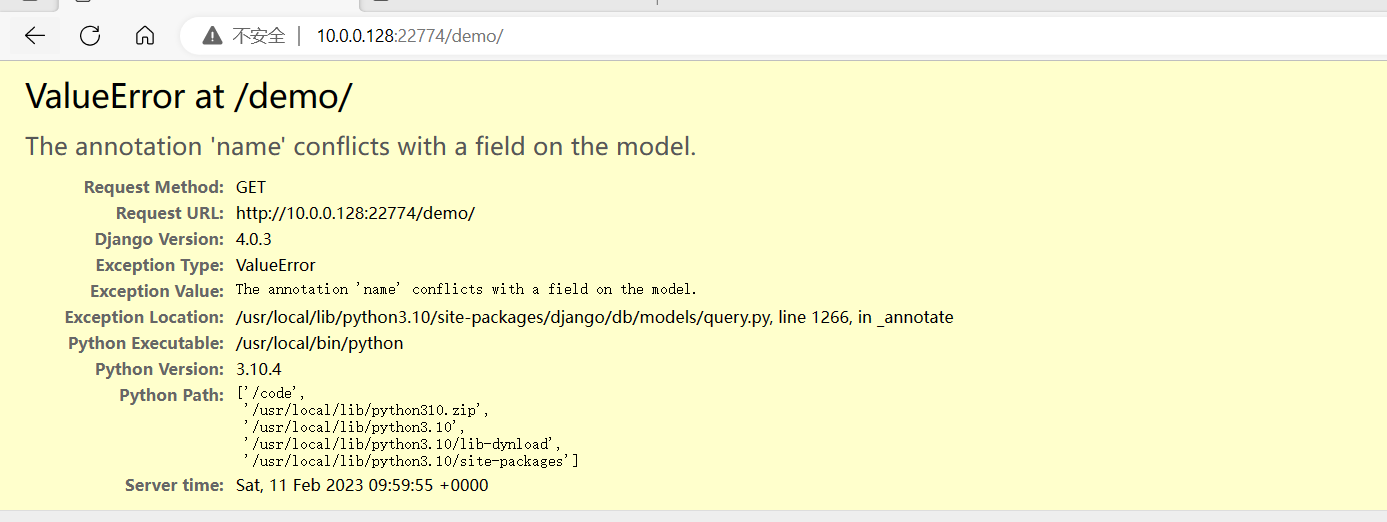 不安全 | 10.0.0.128:22774/demo/
ValueError at /demo/
The annotation 'name' conflicts with a field on the model.
Request Method: GET
Request URL: http://10.0.0.128:22774/demo/
Django Version: 4.0.3
Exception Type: ValueError
Exception Value: The annotation 'name' conflicts with a field on the model.
Exception Location: /usr/local/lib/python3.10/site-packages/django/db/models/query.py, line 1266, in _annotate
Python Executable: /usr/local/bin/python
Python Version: 3.10.4
Python Path: ['/code',
'/usr/local/lib/python310.zip',
'/usr/local/lib/python3.10',
'/usr/local/lib/python3.10/lib-dynload',
'/usr/local/lib/python3.10/site-packages']
Server time: Sat, 11 Feb 2023 09:59:55 +0000